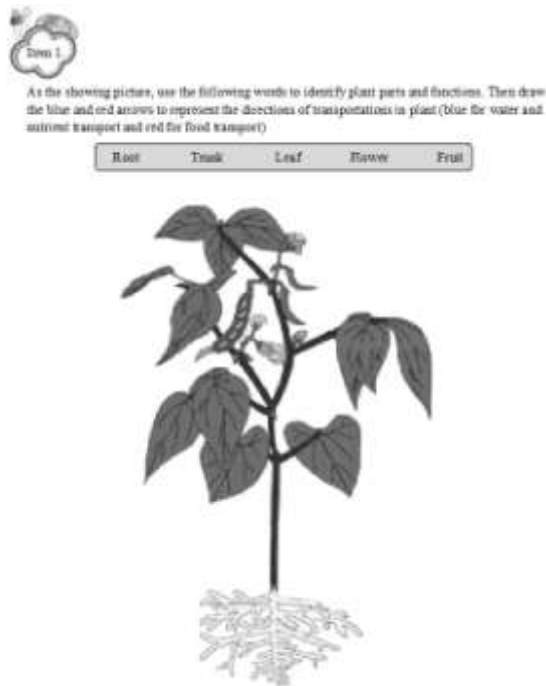 Item 1
As the showing picture, use the following words to identify plant parts and functions. Then draw
the blue and red arrows to represent the directions of transportations in plant (blue for water and
nutrient transport and red for food transport)
Root Trunk Leaf Flower Fruit